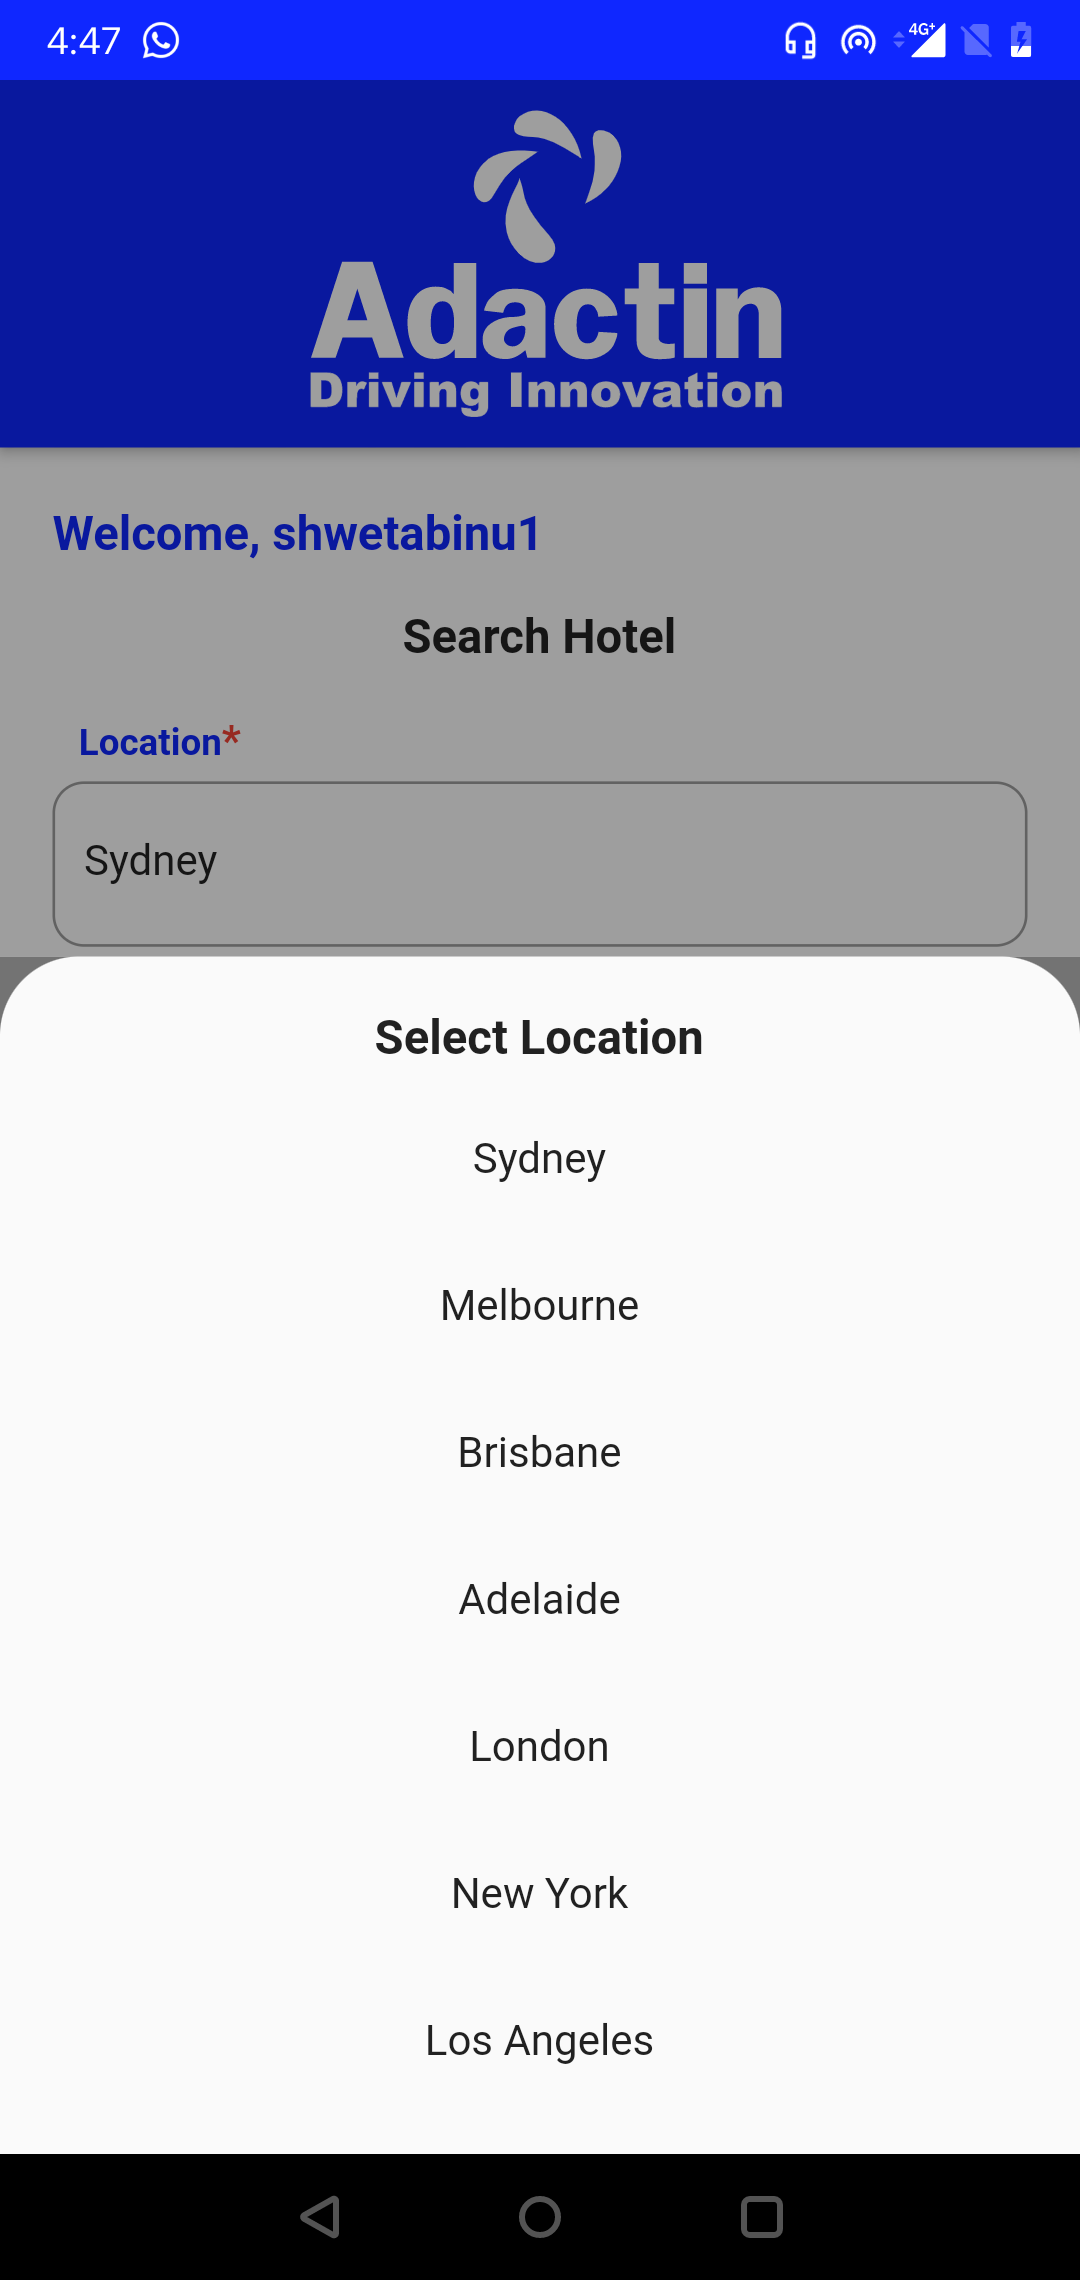 4:47
4G+
Adactin
Driving Innovation
Welcome, shwetabinu1
Search Hotel
Location*
Sydney
Select Location
Sydney
Melbourne
Brisbane
Adelaide
London
New York
Los Angeles